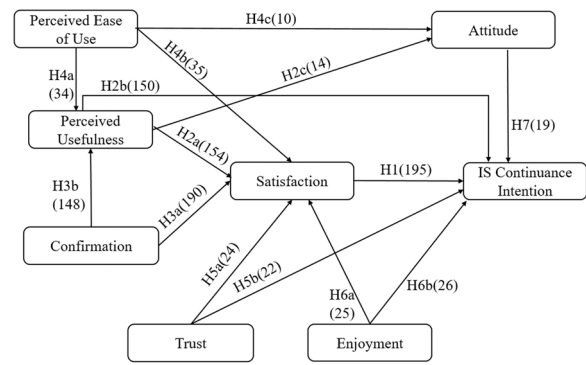 Perceived Ease
of Use
H4c(10)
Attitude
H4b(35)
H4a
(34)
H2c(14)
H2b(150)
Perceived
Usefulness
H7(19)
H2a(154)
H3b
(148)
H3a(190)
Satisfaction
H1(195)
IS Continuance
Intention
Confirmation
H5a(24)
H5b(22)
H6a
(25)
H6b(26)
Trust
Enjoyment